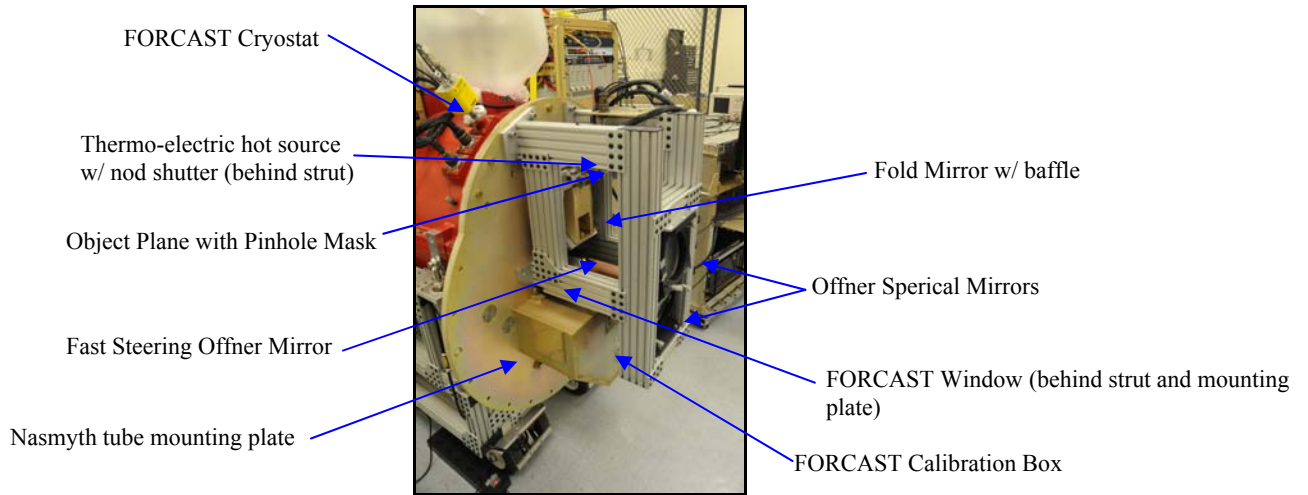 FORCAST Cryostat
Thermo-electric hot source
w/ nod shutter (behind strut)
Object Plane with Pinhole Mask
Fast Steering Offner Mirror
Nasmyth tube mounting plate
Fold Mirror w/ baffle
Offner Sperical Mirrors
FORCAST Window (behind strut and mounting
plate)
FORCAST Calibration Box